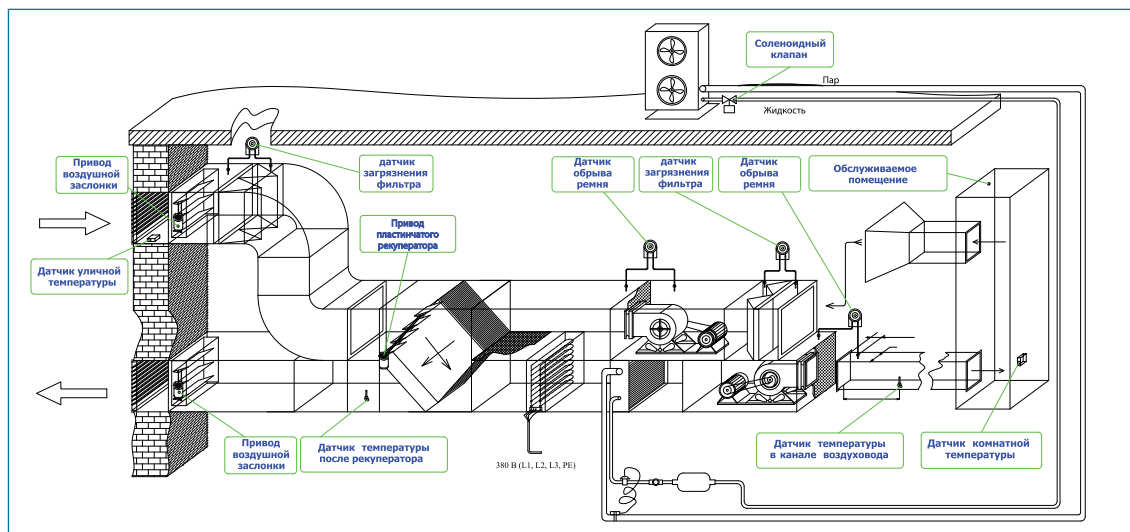 Соленоидный
клапан
Пар
Жидкость
Привод
воздушной
заслонки
датчик
загрязнения
фильтра
Датчик
обрыва
ремня
датчик
загрязнения
фильтра
Датчик
обрыва
ремня
Обслуживаемое
помещение
Привод
пластинчатого
рекуператора
Датчик уличной
температуры
Привод
воздушной
заслонки
Датчик температуры
после рекуператора
380 В (L1, L2, L3, PE)
Датчик температуры
в канале воздуховода
Датчик комнатной
температуры